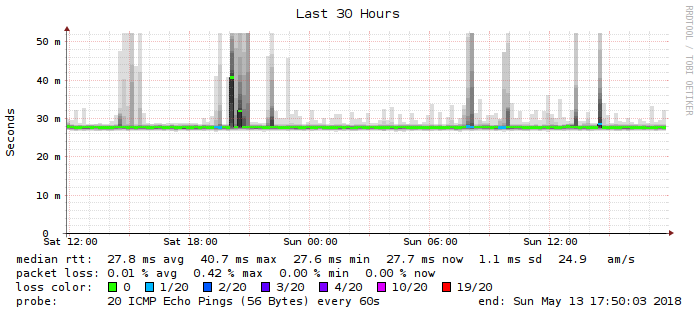 Last 30 Hours
RRDTOOL / TOBI OETIKER
Seconds
50 m
40 m
30 m
20 m
10 m
0
Sat 12:00 Sat 18:00 Sun 00:00 Sun 06:00 Sun 12:00
median rtt: 27.8 ms avg 40.7 ms max 27.6 ms min 27.7 ms now 1.1 ms sd 24.9 am/s
packet loss: 0.01 % avg 0.42 % max 0.00 % min 0.00 % now
loss color: 0 1/20 2/20 3/20 4/20 10/20 19/20
probe: 20 ICMP Echo Pings (56 Bytes) every 60s end: Sun May 13 17:50:03 2018